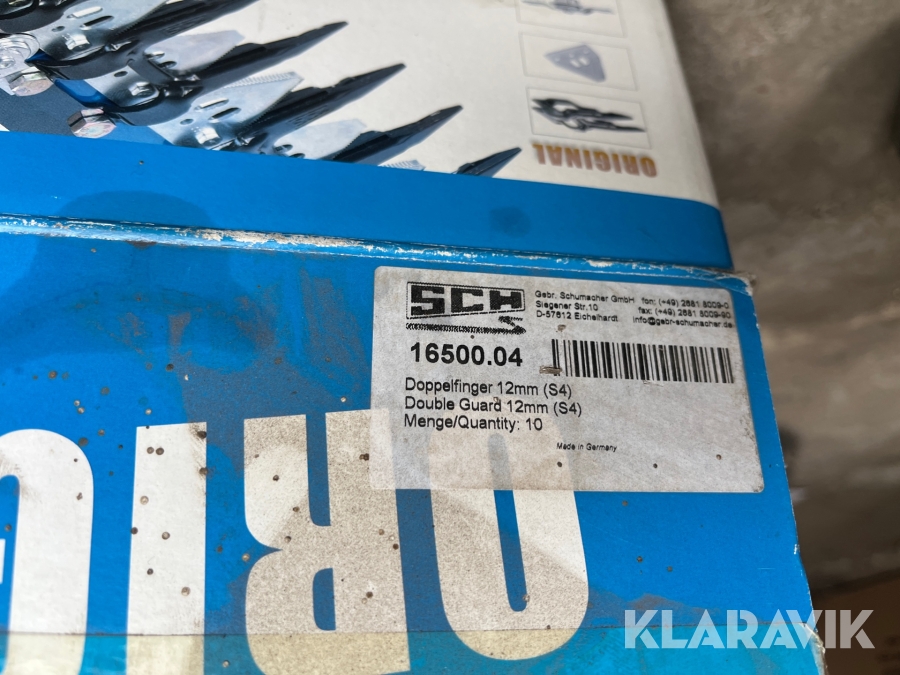 ORIGINAL
SCH
Gebr. Schumacher GmbH fon: (+49) 2681 8009-0
Siegener Str.10 fax: (+49) 2681 8009-90
D-57612 Eichelhardt info@gebr-schumacher.de
16500.04
Doppelfinger 12mm (S4)
Double Guard 12mm (S4)
Menge/Quantity: 10
Made in Germany
ORIG
KLARAVIK